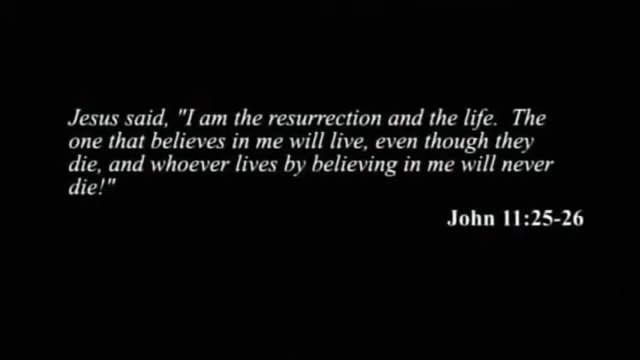 Jesus said, "I am the resurrection and the life.  The
one that believes in me will live, even though they
die, and whoever lives by believing in me will never
die!"
John 11:25-26